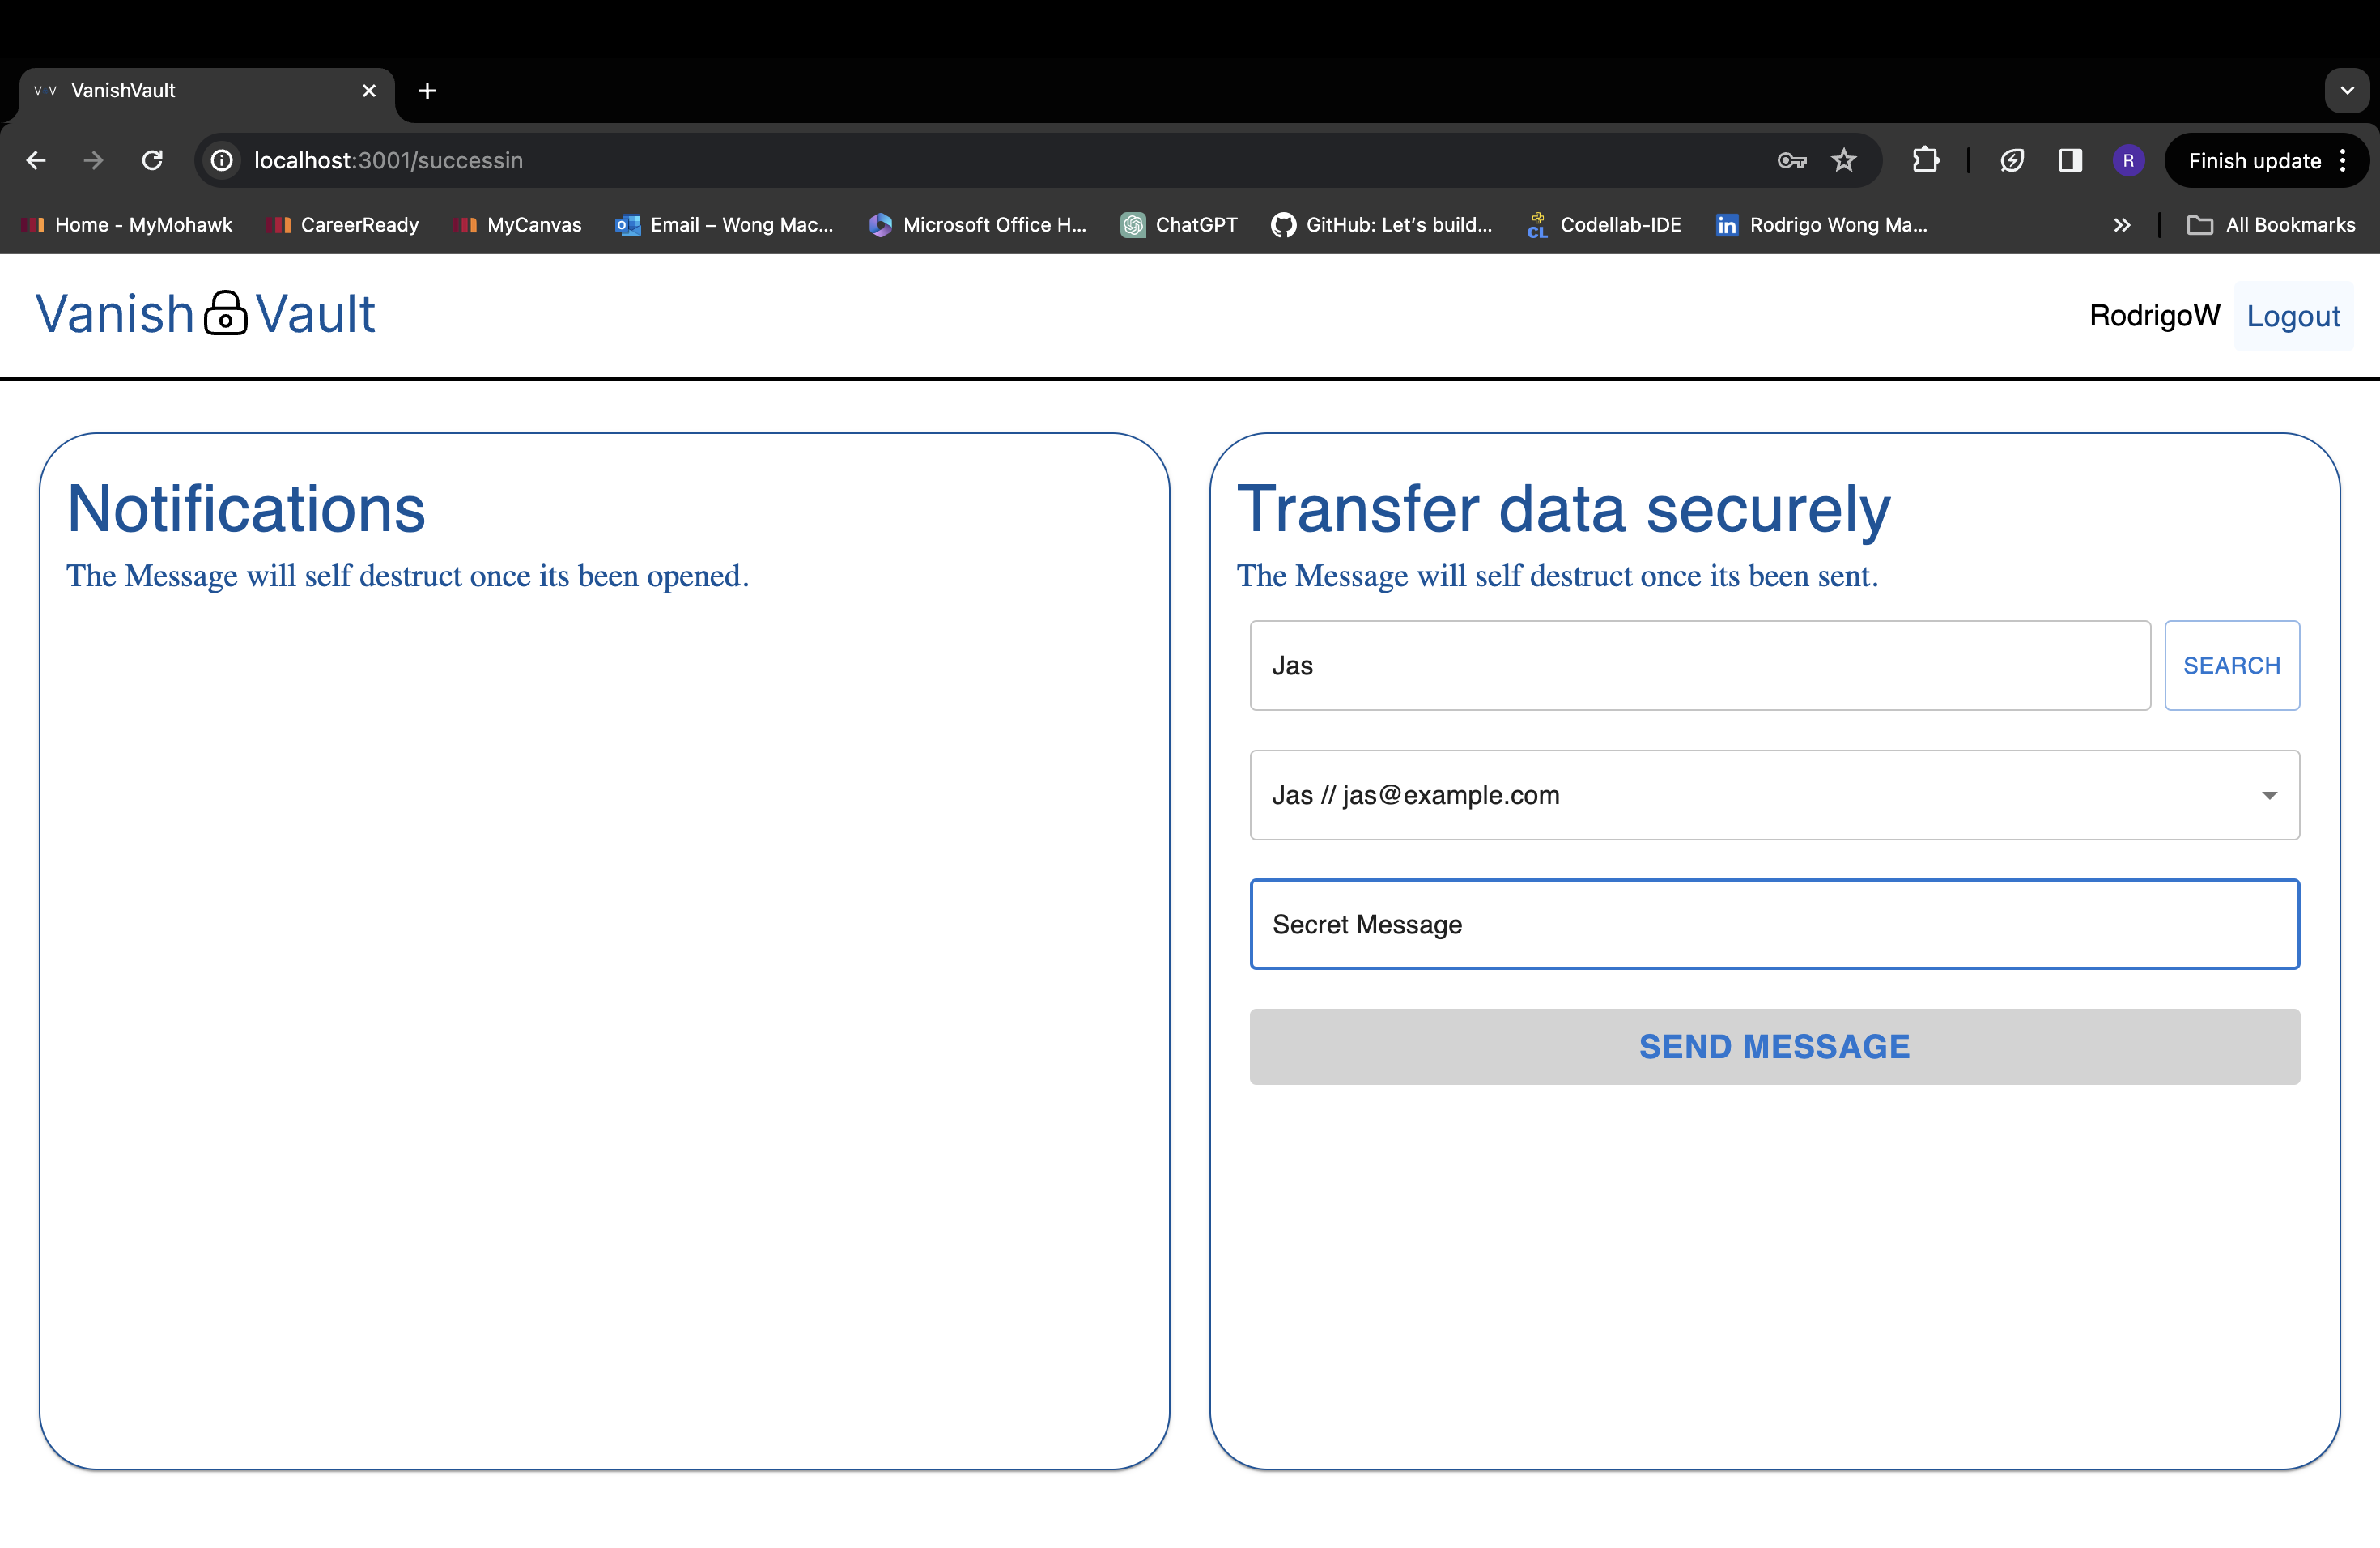 VV VanishVault
localhost:3001/successin
R
Finish update
Home - MyMohawk
CareerReady
MyCanvas
Email – Wong Mac...
Microsoft Office H...
ChatGPT
GitHub: Let's build...
CL Codellab-IDE
in Rodrigo Wong Ma...
All Bookmarks
Vanish Vault
RodrigoW Logout
Notifications
The Message will self destruct once its been opened.
Transfer data securely
The Message will self destruct once its been sent.
Jas
SEARCH
Jas // jas@example.com
Secret Message
SEND MESSAGE